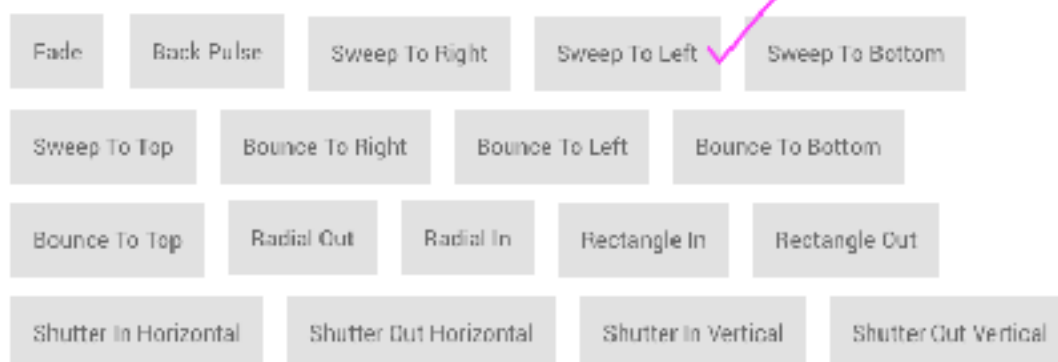 Fade Back Pulse Sweep To Right Sweep To Left Sweep To Bottom
Sweep To Top Bounce To Right Bounce To Left Bounce To Bottom
Bounce To Top Radial Out Radial In Rectangle In Rectangle Out
Shutter In Horizontal Shutter Out Horizontal Shutter In Vertical Shutter Out Vertical